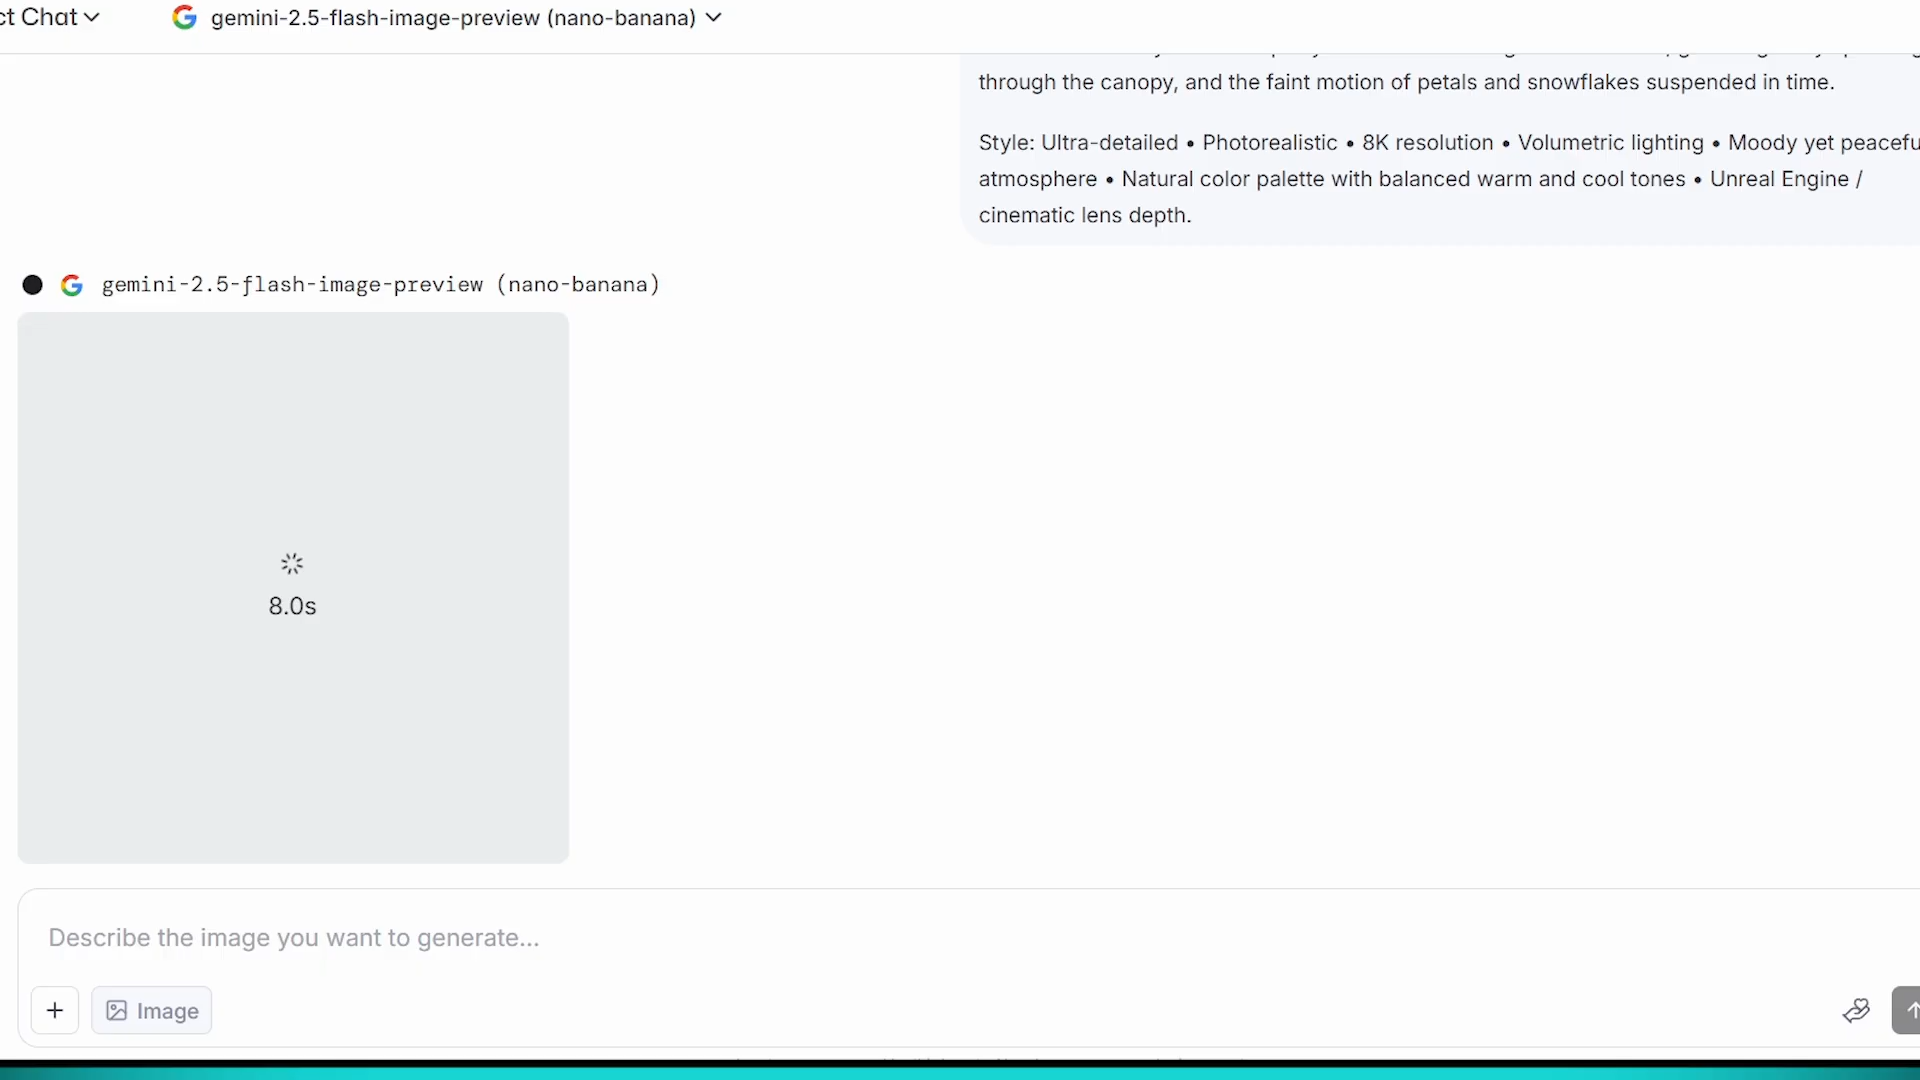 ct Chat
gemini-2.5-flash-image-preview (nano-banana)
through the canopy, and the faint motion of petals and snowflakes suspended in time.
Style: Ultra-detailed • Photorealistic • 8K resolution • Volumetric lighting • Moody yet peacefu
atmosphere • Natural color palette with balanced warm and cool tones • Unreal Engine /
cinematic lens depth.
gemini-2.5-flash-image-preview (nano-banana)
8.0s
Describe the image you want to generate...
Image